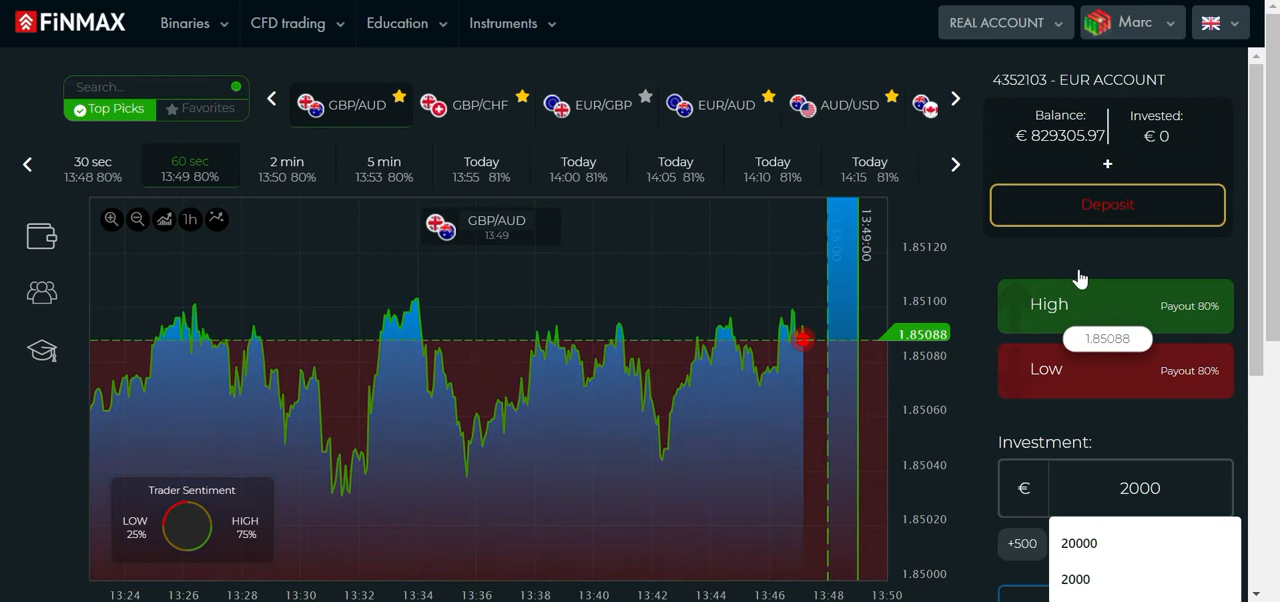 FiNMAX
Binaries
CFD trading
Education
Instruments
REAL ACCOUNT
Marc
Search...
Top Picks
Favorites
GBP/AUD
GBP/CHF
EUR/GBP
EUR/AUD
AUD/USD
4352103 - EUR ACCOUNT
Balance:
€ 829305.97
Invested:
€ 0
+
Deposit
30 sec
13:48 80%
60 sec
13:49 80%
2 min
13:50 80%
5 min
13:53 80%
Today
13:55 81%
Today
14:00 81%
Today
14:05 81%
Today
14:10 81%
Today
14:15 81%
1h
GBP/AUD
13:49
13:49:00
1.85120
1.85100
1.85088
1.85080
1.85060
1.85040
1.85020
1.85000
Trader Sentiment
LOW
25%
HIGH
75%
13:24
13:26
13:28
13:30
13:32
13:34
13:36
13:38
13:40
13:42
13:44
13:46
13:48
13:50
High
Payout 80%
1.85088
Low
Payout 80%
Investment:
€
2000
+500
20000
2000